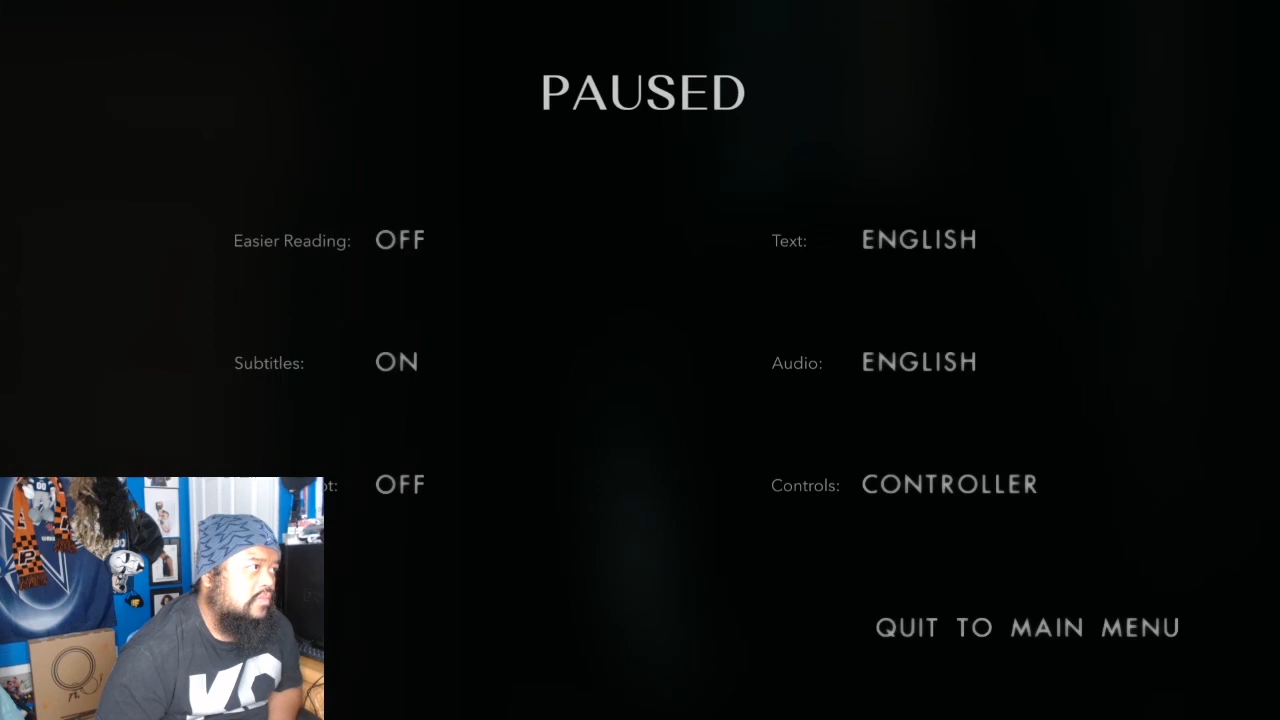 PAUSED
Easier Reading: OFF
Text: ENGLISH
Subtitles: ON
Audio: ENGLISH
OFF
Controls: CONTROLLER
QUIT TO MAIN MENU